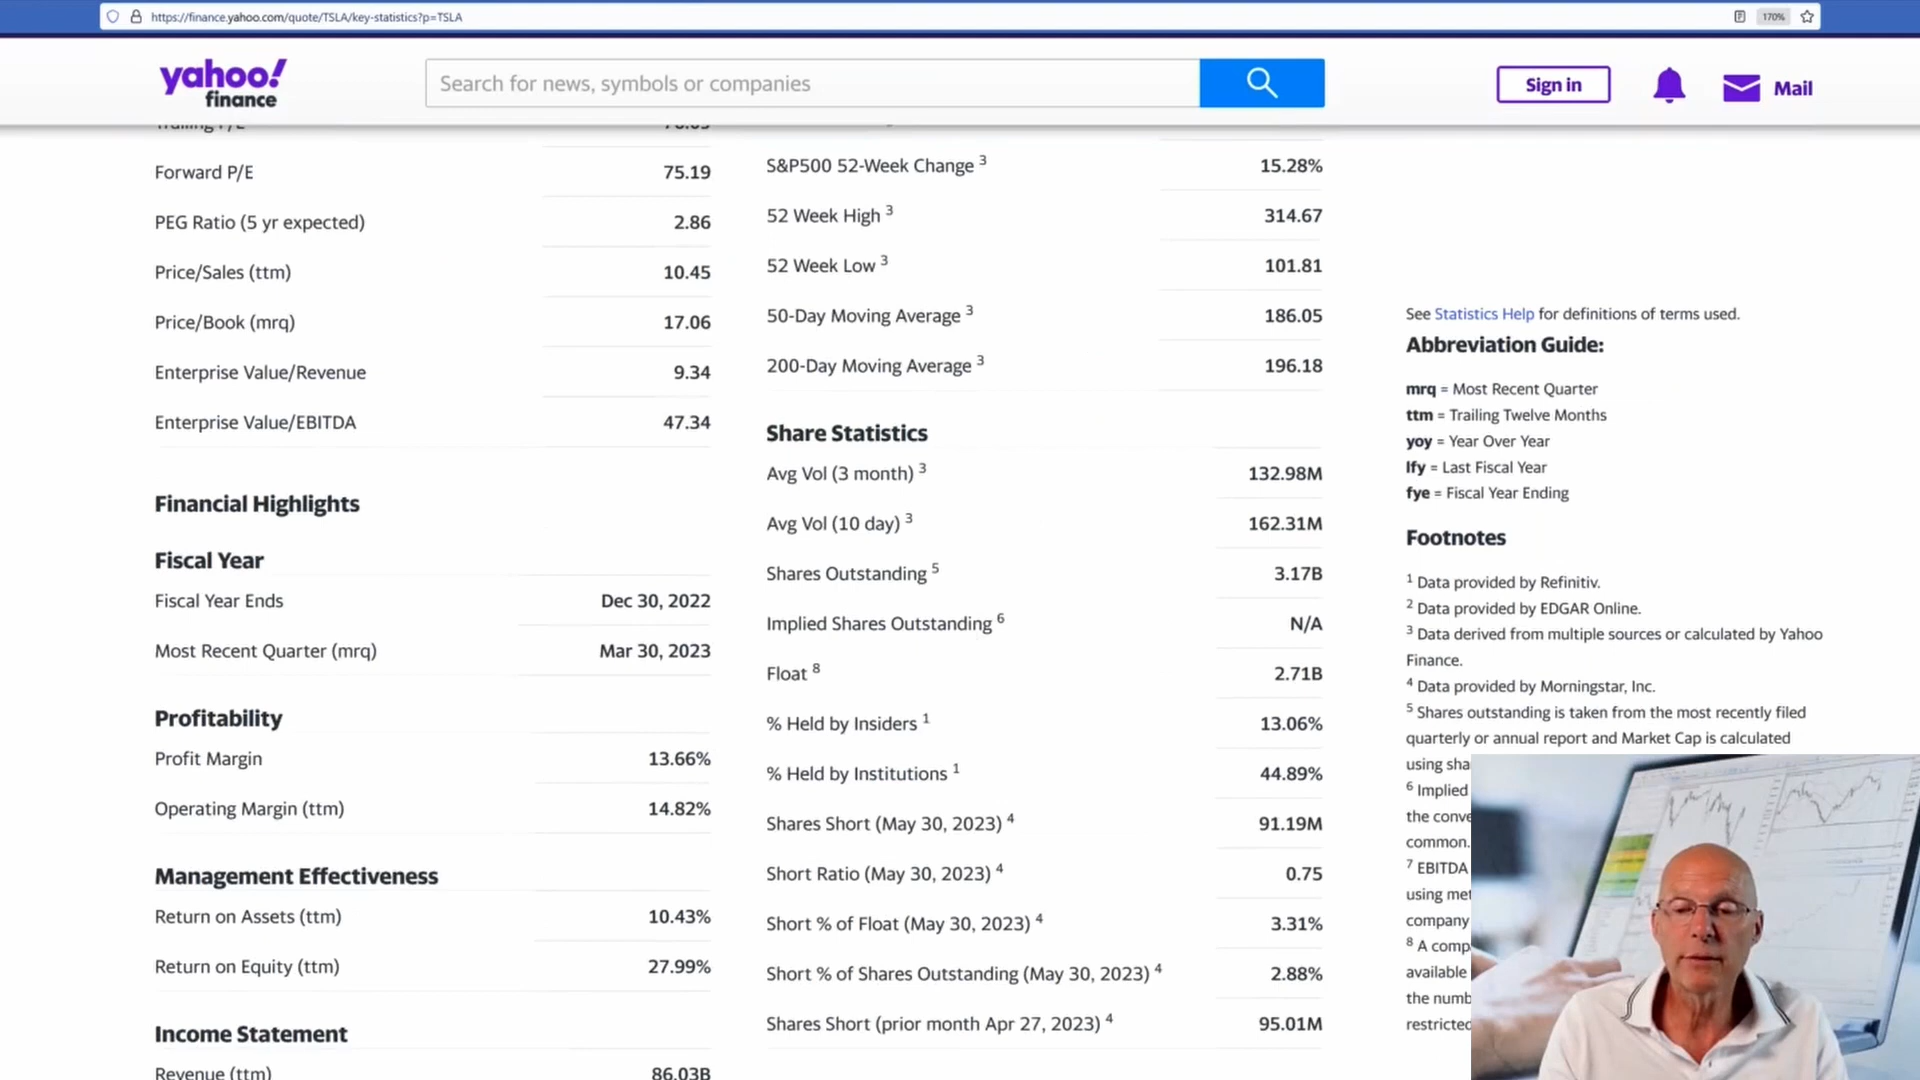 https://finance.yahoo.com/quote/TSLA/key-statistics?p=TSLA
170%
yahoo!
finance
Search for news, symbols or companies
Sign in
Mail
Forward P/E 75.19
PEG Ratio (5 yr expected) 2.86
Price/Sales (ttm) 10.45
Price/Book (mrq) 17.06
Enterprise Value/Revenue 9.34
Enterprise Value/EBITDA 47.34
Financial Highlights
Fiscal Year
Fiscal Year Ends Dec 30, 2022
Most Recent Quarter (mrq) Mar 30, 2023
Profitability
Profit Margin 13.66%
Operating Margin (ttm) 14.82%
Management Effectiveness
Return on Assets (ttm) 10.43%
Return on Equity (ttm) 27.99%
Income Statement
Revenue (ttm) 86.03B
S&P500 52-Week Change 3 15.28%
52 Week High 3 314.67
52 Week Low 3 101.81
50-Day Moving Average 3 186.05
200-Day Moving Average 3 196.18
Share Statistics
Avg Vol (3 month) 3 132.98M
Avg Vol (10 day) 3 162.31M
Shares Outstanding 5 3.17B
Implied Shares Outstanding 6 N/A
Float 8 2.71B
% Held by Insiders 1 13.06%
% Held by Institutions 1 44.89%
Shares Short (May 30, 2023) 4 91.19M
Short Ratio (May 30, 2023) 4 0.75
Short % of Float (May 30, 2023) 4 3.31%
Short % of Shares Outstanding (May 30, 2023) 4 2.88%
Shares Short (prior month Apr 27, 2023) 4 95.01M
See Statistics Help for definitions of terms used.
Abbreviation Guide:
mrq = Most Recent Quarter
ttm = Trailing Twelve Months
yoy = Year Over Year
lfy = Last Fiscal Year
fye = Fiscal Year Ending
Footnotes
1 Data provided by Refinitiv.
2 Data provided by EDGAR Online.
3 Data derived from multiple sources or calculated by Yahoo
Finance.
4 Data provided by Morningstar, Inc.
5 Shares outstanding is taken from the most recently filed
quarterly or annual report and Market Cap is calculated
using sha
6 Implied
the conve
common.
7 EBITDA
using met
company
8 A comp
available
the numb
restricted